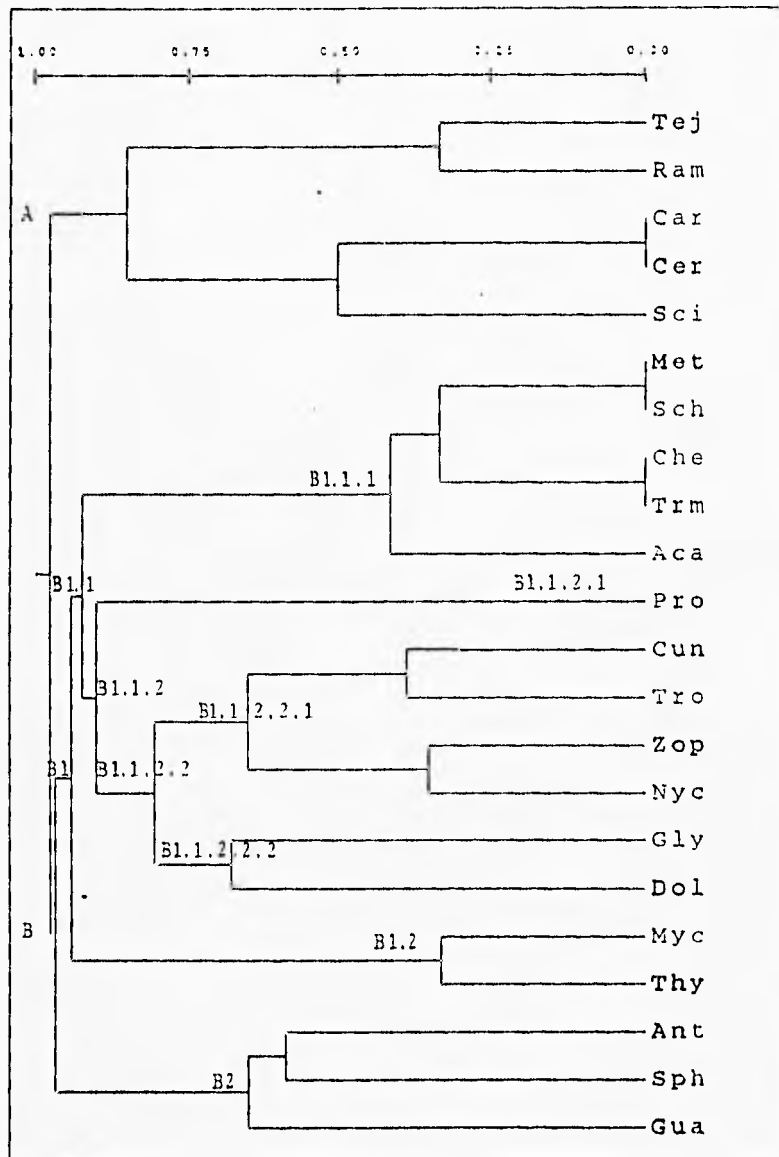 1.00 0.75 0.50 0.25 0.00
Tej
Ram
A Car
Cer
Sci
Met
Sch
Che
B1.1.1
Trm
Aca
B1.1 B1.1.2.1
Pro
Cun
B1.1.2 Tro
B1.1.2.2.1
Zop
B1 B1.1.2.2
Nyc
Gly
B1.1.2.2.2
Dol
B Myc
B1.2
Thy
Ant
B2 Sph
Gua